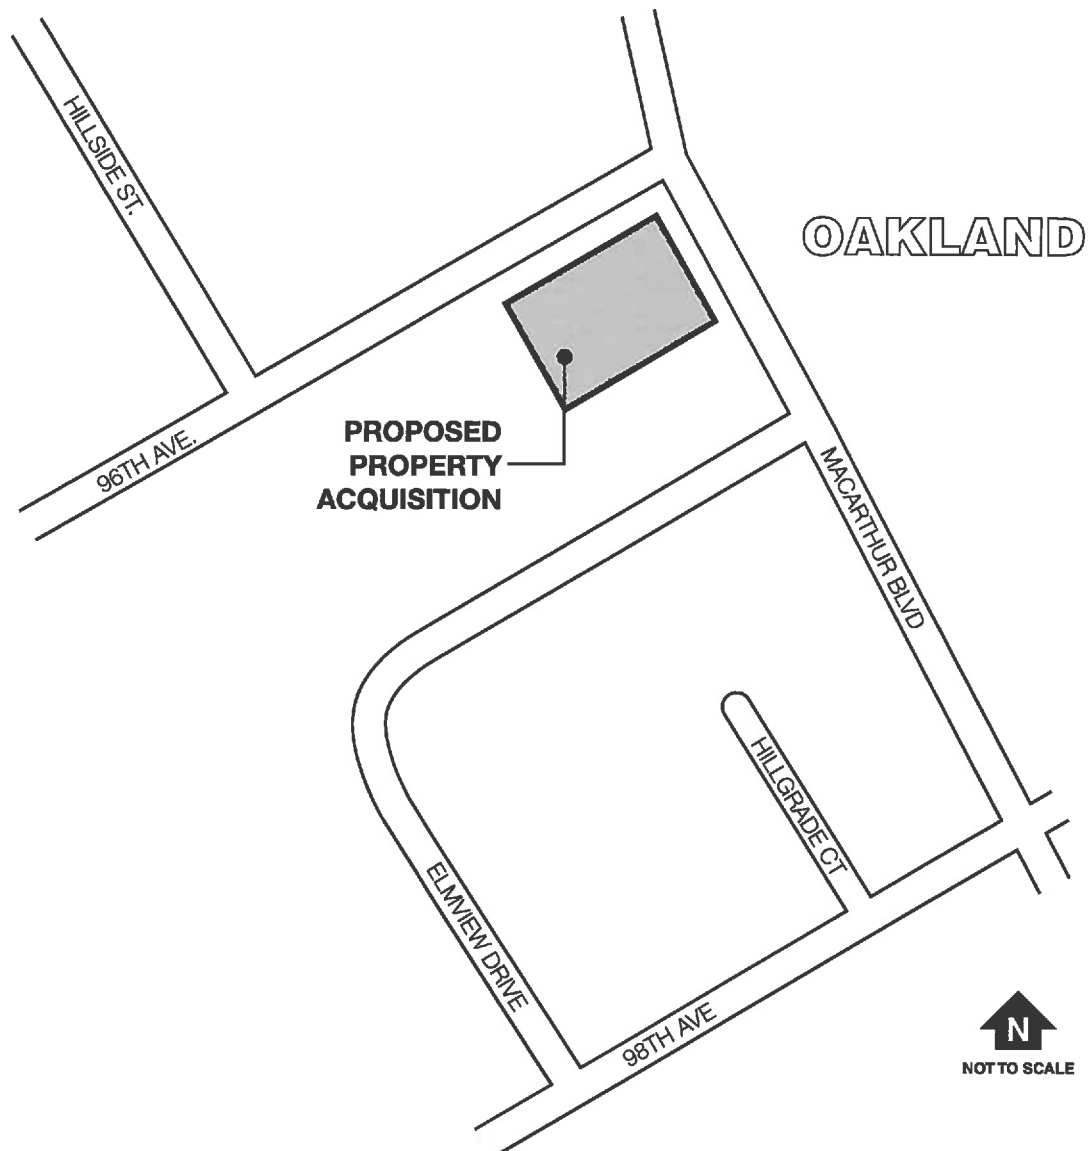 HILLSIDE ST.
OAKLAND
96TH AVE.
PROPOSED
PROPERTY
ACQUISITION
MACARTHUR BLVD
HILLGRADE CT
ELMVIEW DRIVE
98TH AVE
N
NOT TO SCALE